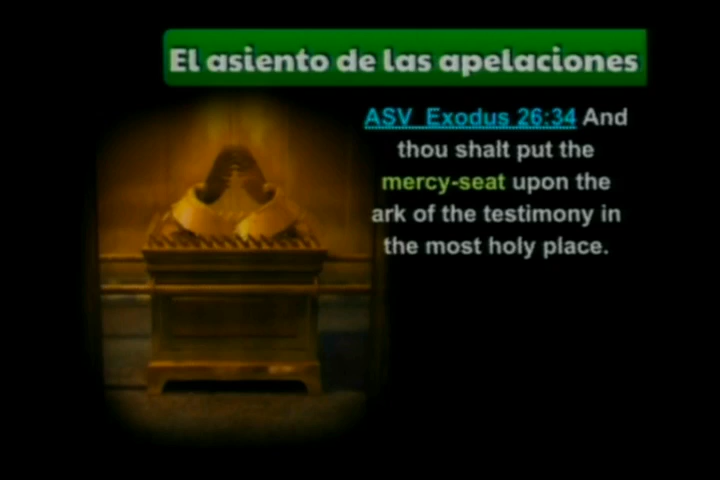 El asiento de las apelaciones
ASV Exodus 26:34 And
thou shalt put the
mercy-seat upon the
ark of the testimony in
the most holy place.